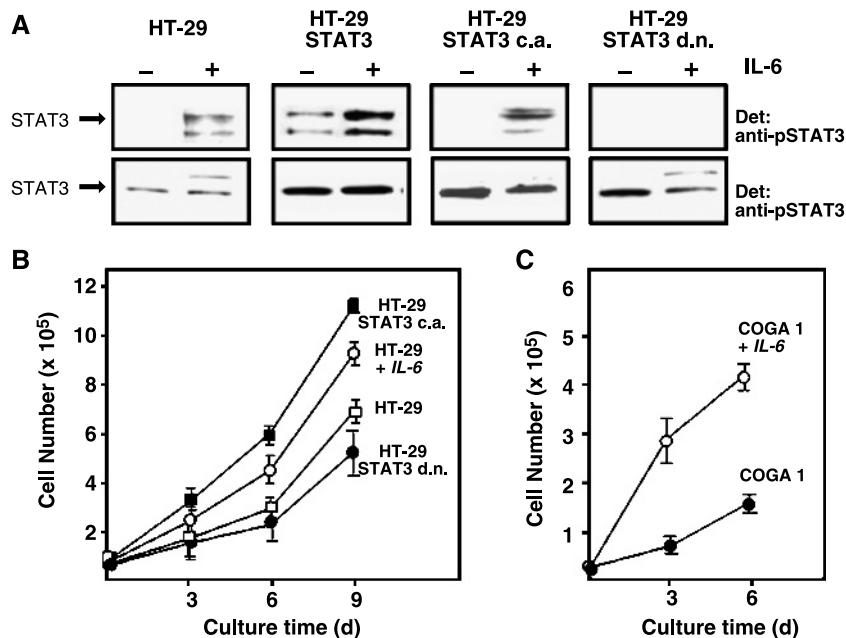 A
HT-29
HT-29
STAT3
HT-29
STAT3 c.a.
HT-29
STAT3 d.n.
– + – + – + – + IL-6
STAT3
Det:
anti-pSTAT3
STAT3
Det:
anti-pSTAT3
B
Cell Number (x 10⁵)
12
10
8
6
4
2
3 6 9
Culture time (d)
HT-29
STAT3 c.a.
HT-29
+ IL-6
HT-29
HT-29
STAT3 d.n.
C
Cell Number (x 10⁵)
6
5
4
3
2
1
3 6
Culture time (d)
COGA 1
+ IL-6
COGA 1